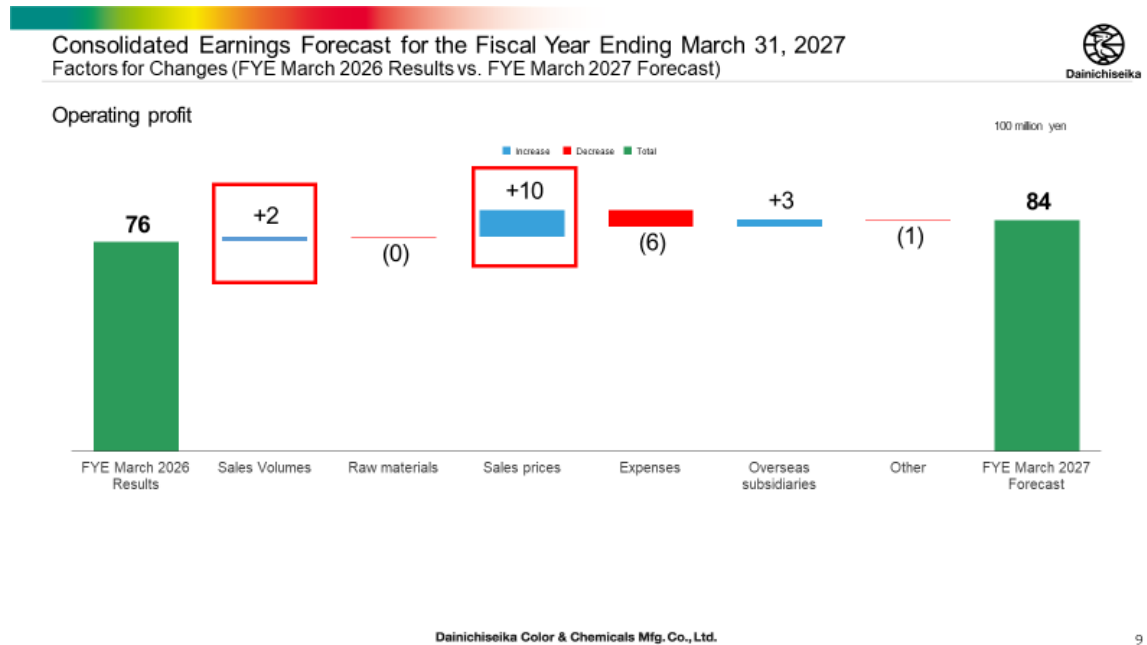 Consolidated Earnings Forecast for the Fiscal Year Ending March 31, 2027
Factors for Changes (FYE March 2026 Results vs. FYE March 2027 Forecast)
Dainichiseika
Operating profit
100 million yen
Increase Decrease Total
76
+2
(0)
+10
(6)
+3
(1)
84
FYE March 2026
Results
Sales Volumes
Raw materials
Sales prices
Expenses
Overseas
subsidiaries
Other
FYE March 2027
Forecast
Dainichiseika Color & Chemicals Mfg. Co., Ltd.
9